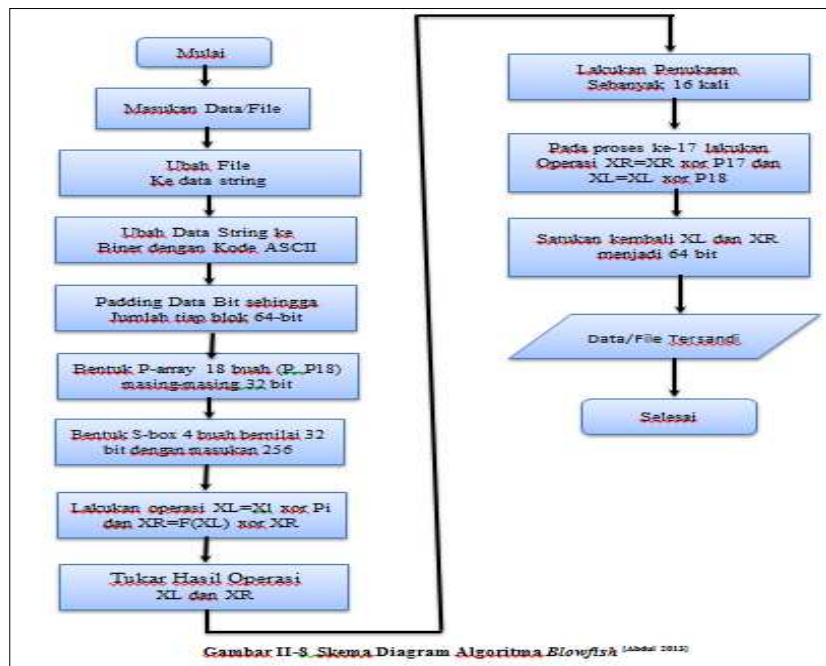 Mulai
Masukan Data/File
Ubah File
Ke data string
Ubah Data String ke
Biner dengan Kode ASCII
Padding Data Bit sehingga
Jumlah tiap blok 64-bit
Bentuk P-array 18 buah (P..P18)
masing-masing 32 bit
Bentuk S-box 4 buah bernilai 32
bit dengan masukan 256
Lakukan operasi XL=Xl xor Pi
dan XR=F(XL) xor XR
Tukar Hasil Operasi
XL dan XR
Lakukan Penukaran
Sebanyak 16 kali
Pada proses ke-17 lakukan
Operasi XR=XR xor P17 dan
XL=XL xor P18
Satukan kembali XL dan XR
menjadi 64 bit
Data/File Tersandi
Selesai
Gambar II-8 Skema Diagram Algoritma Blowfish [Abdul 2013]